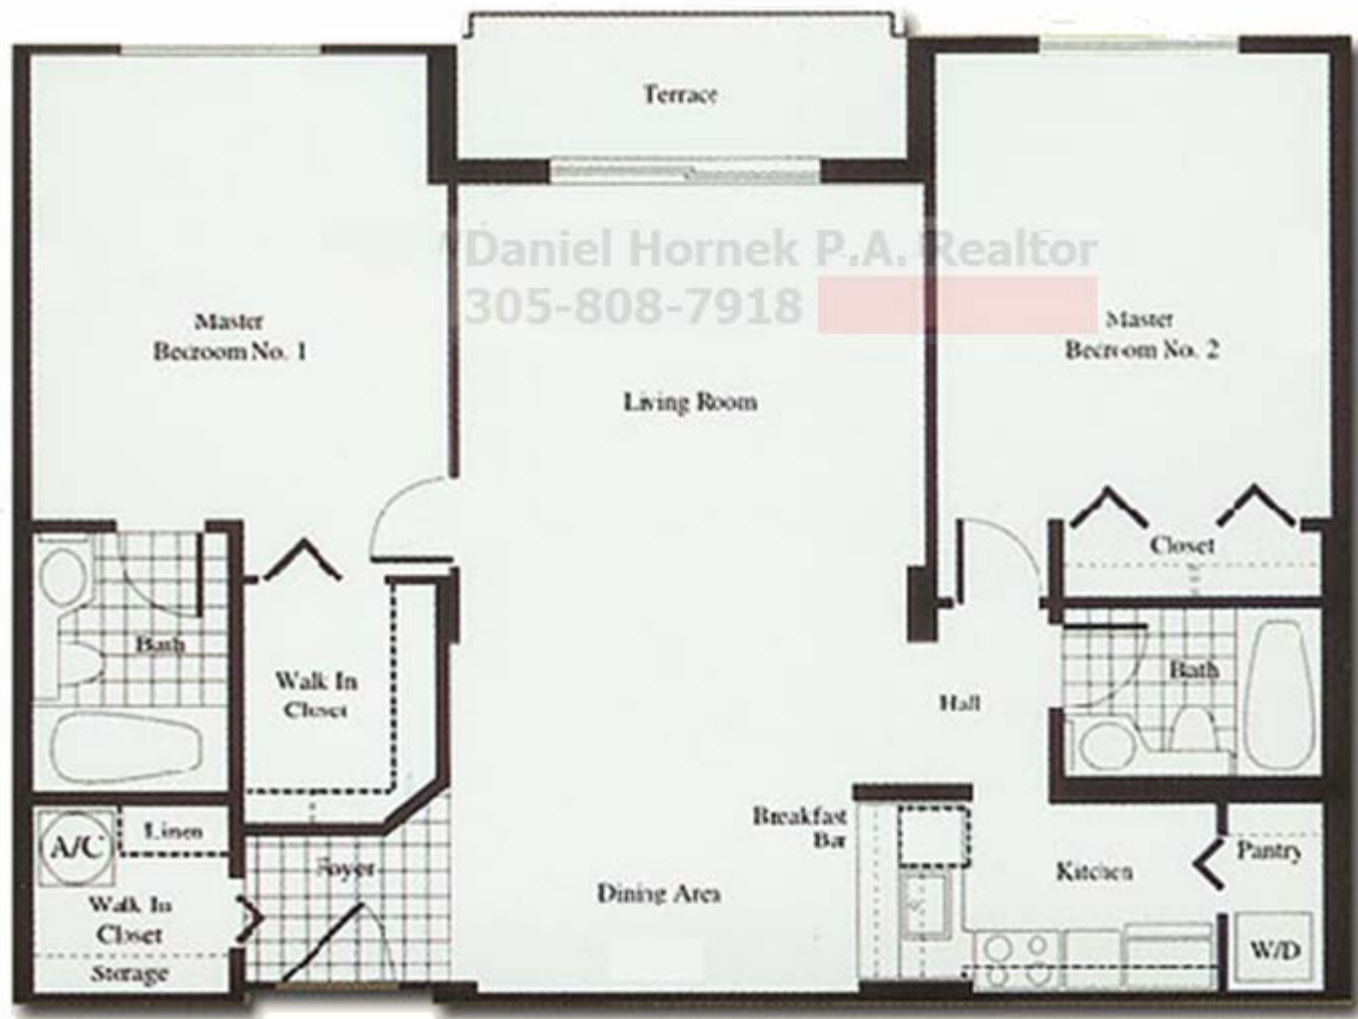 Terrace
Daniel Hornek P.A. Realtor
305-808-7918
Master
Bedroom No. 1
Master
Bedroom No. 2
Living Room
Closet
Bath
Walk In
Closet
Bath
Hall
A/C
Linen
Foyer
Breakfast
Bar
Dining Area
Kitchen
Pantry
Walk In
Closet
Storage
W/D